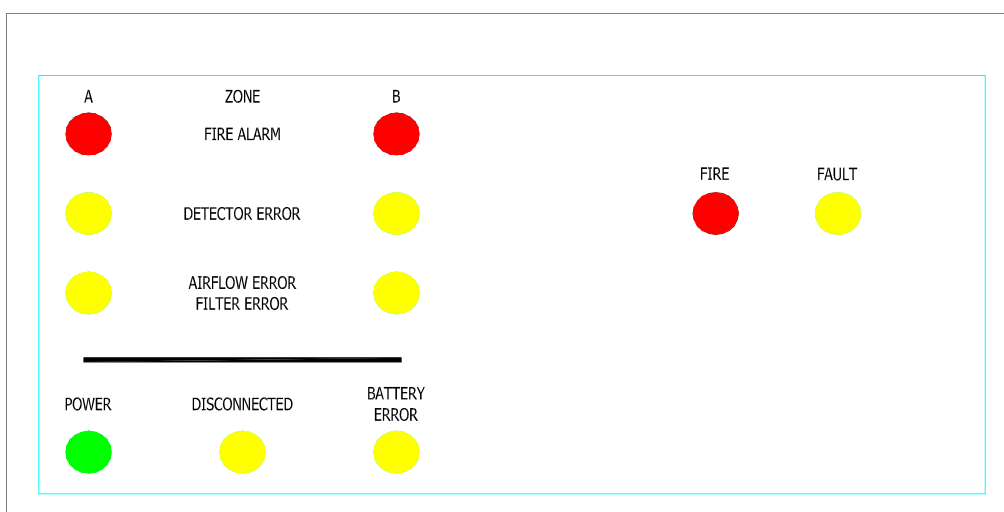 A ZONE B
FIRE ALARM
FIRE FAULT
DETECTOR ERROR
AIRFLOW ERROR
FILTER ERROR
POWER DISCONNECTED BATTERY
ERROR